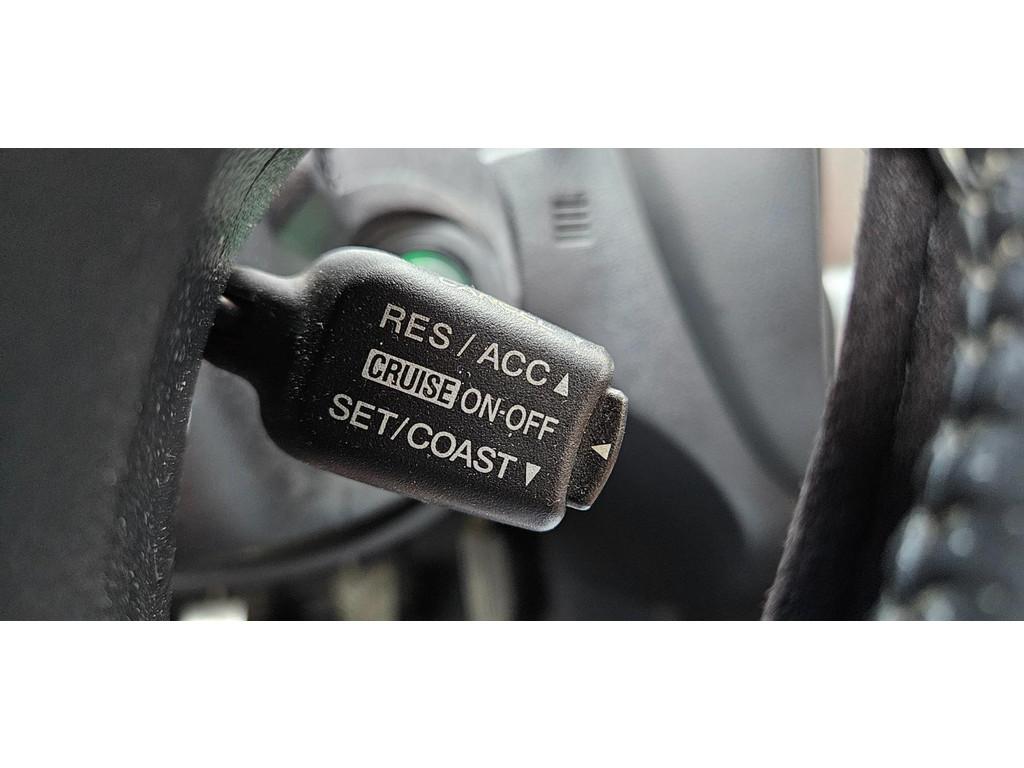 RES / ACC ▲
CRUISE ON·OFF
SET/COAST ▼